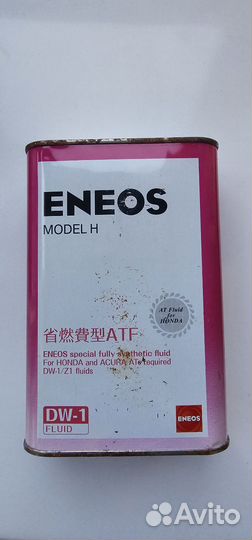 ENEOS
MODEL H
AT Fluid
for
HONDA
省燃費型ATF
ENEOS special fully synthetic fluid
For HONDA and ACURA ATs required
DW-1/Z1 fluids
DW-1
FLUID
ENEOS
Avito